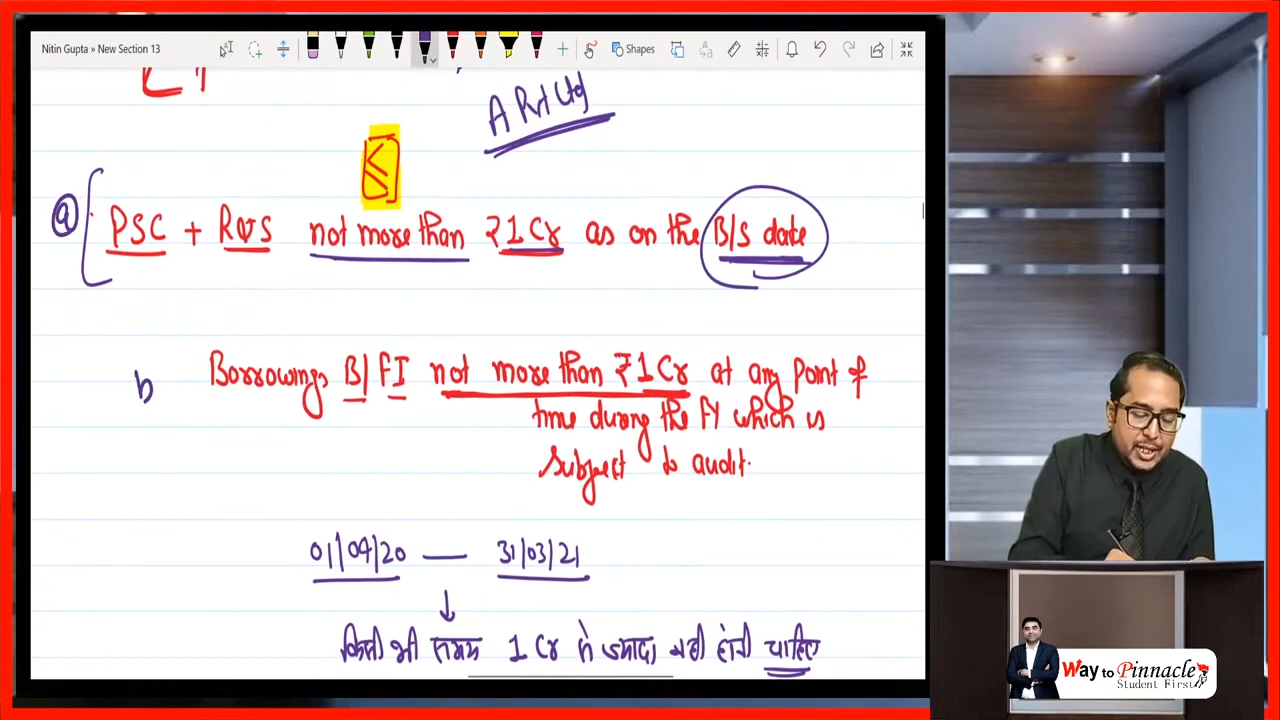 Nitin Gupta » New Section 13
Shapes
A Pvt Ltd
≤
a PSC + R&S not more than ₹1 Cr as on the B/S date
b Borrowings B/FI not more than ₹1 Cr at any point of
time during the FY which is
subject to audit.
01/04/20 — 31/03/21
↓
किसी भी समय 1 Cr से ज्यादा नही होनी चाहिए
Way to Pinnacle
Student First